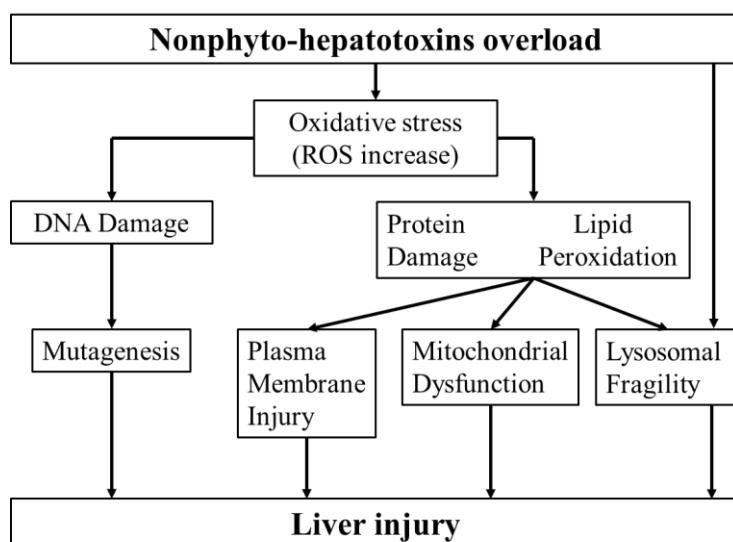 Nonphyto-hepatotoxins overload
Oxidative stress
(ROS increase)
DNA Damage
Protein Lipid
Damage Peroxidation
Mutagenesis
Plasma
Membrane
Injury
Mitochondrial
Dysfunction
Lysosomal
Fragility
Liver injury